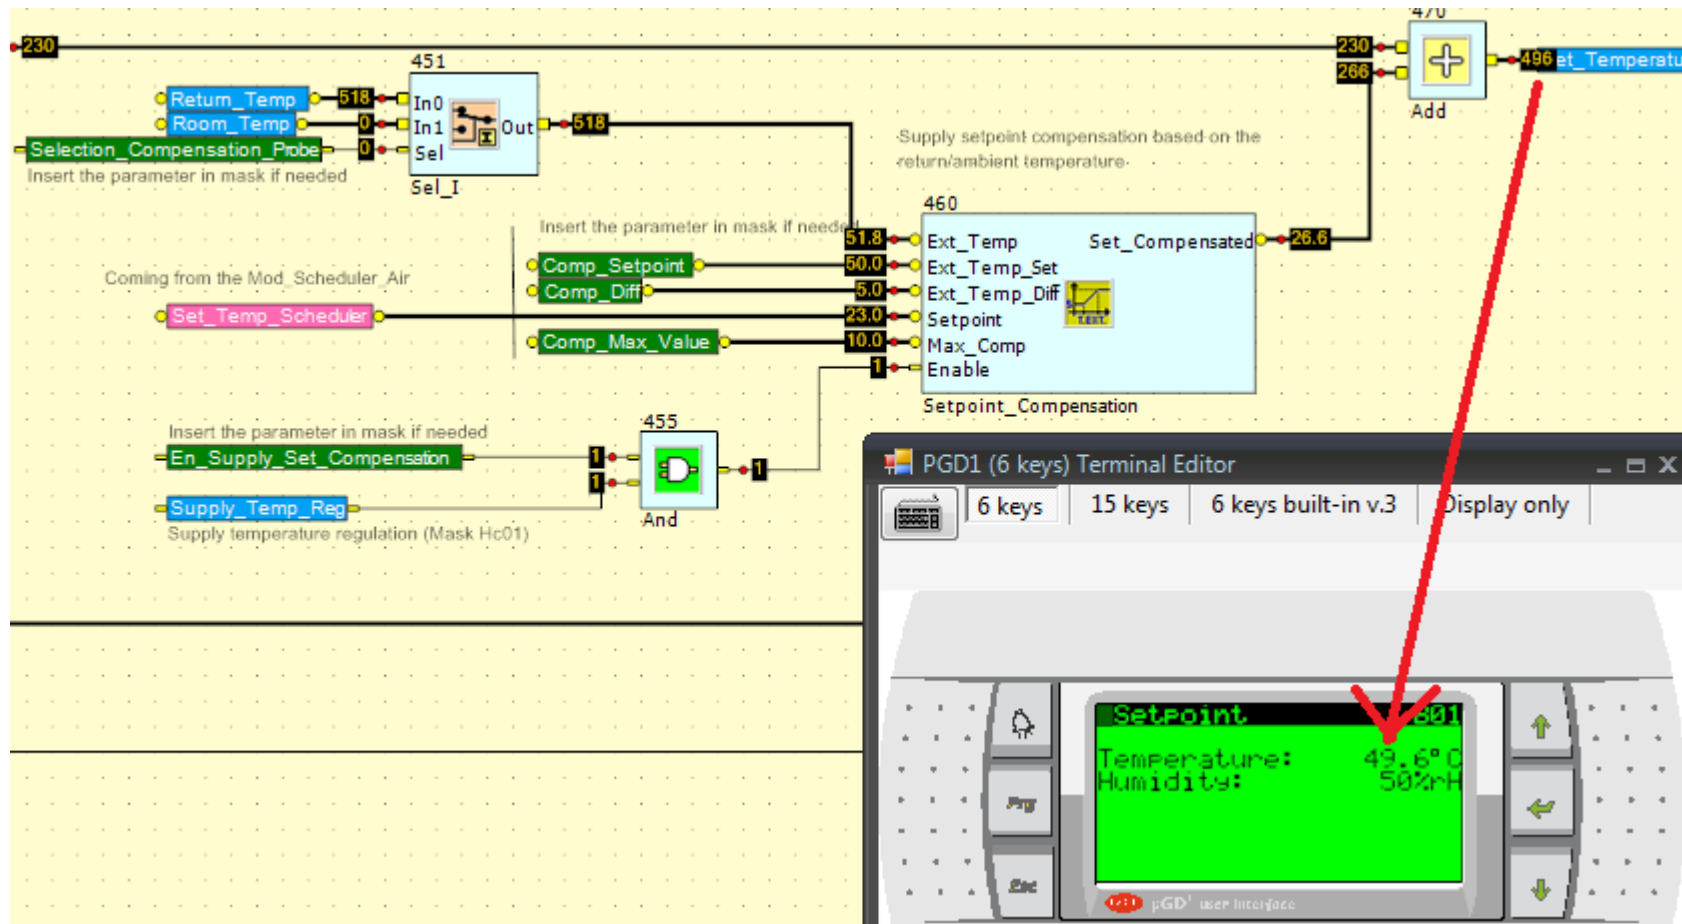 470
230
230
266
496
et_Temperatu
Add
451
Return_Temp
518
In0
Room_Temp
0
In1
Out
518
Selection_Compensation_Probe
0
Sel
Insert the parameter in mask if needed
Sel_I
Supply setpoint compensation based on the
return/ambient temperature
460
Insert the parameter in mask if needed
51.8
Ext_Temp
Set_Compensated
26.6
Comp_Setpoint
50.0
Ext_Temp_Set
Coming from the Mod_Scheduler_Air
Comp_Diff
5.0
Ext_Temp_Diff
T.EXT.
Set_Temp_Scheduler
23.0
Setpoint
Comp_Max_Value
10.0
Max_Comp
1
Enable
Setpoint_Compensation
455
Insert the parameter in mask if needed
En_Supply_Set_Compensation
1
1
1
Supply_Temp_Reg
And
Supply temperature regulation (Mask Hc01)
PGD1 (6 keys) Terminal Editor
6 keys
15 keys
6 keys built-in v.3
Display only
Setpoint
801
Temperature: 49.6°C
Humidity: 50%rH
Prg
Esc
µGD¹ user interface